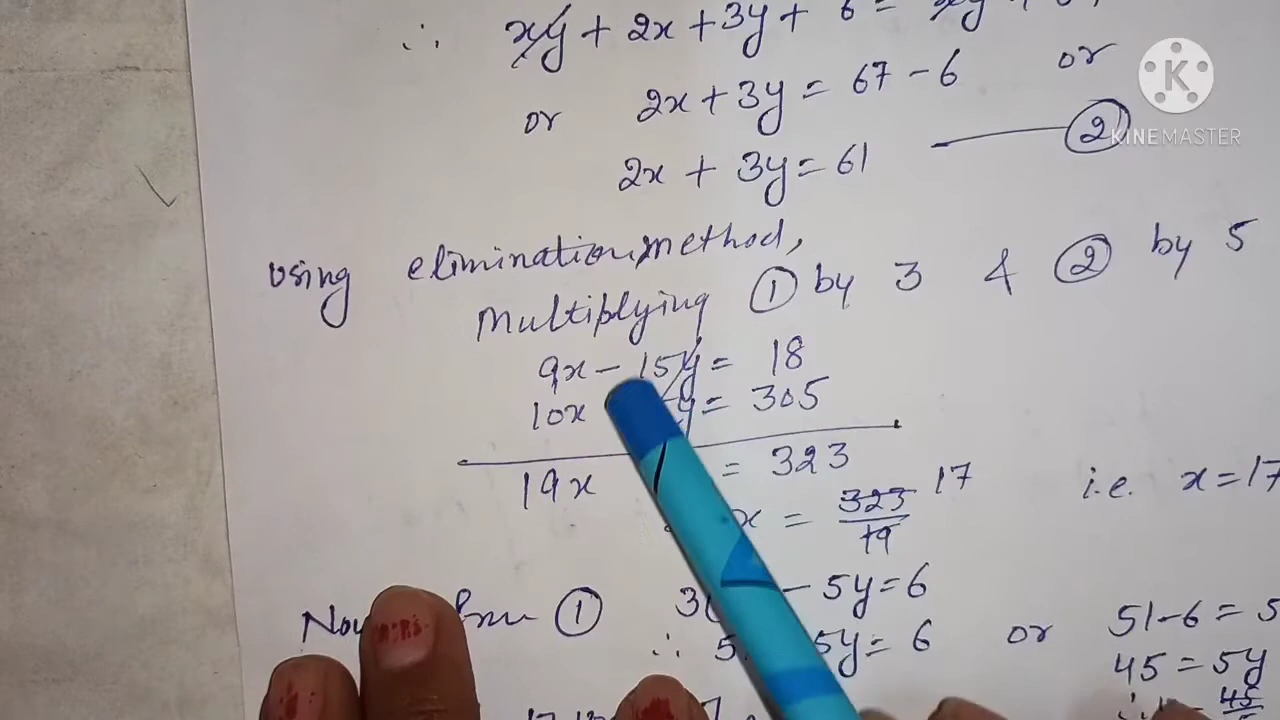 ∴ xy + 2x + 3y + 6 =
or 2x + 3y = 67 - 6 or
2x + 3y = 61 ② 
KINEMASTER
Using elimination method,
Multiplying ① by 3 & ② by 5
9x - 15y = 18
10x y = 305
19x = 323
x = 323/19 17 i.e. x = 17
Now from ① 3( - 5y = 6
∴ 5 5y = 6 or 51 - 6 = 5
45 = 5y